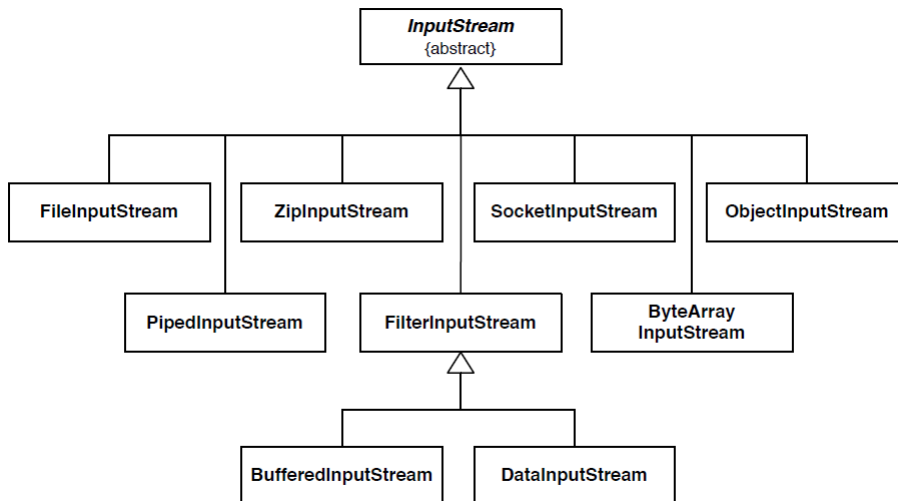 InputStream
{abstract}
FileInputStream
ZipInputStream
SocketInputStream
ObjectInputStream
PipedInputStream
FilterInputStream
ByteArray
InputStream
BufferedInputStream
DataInputStream